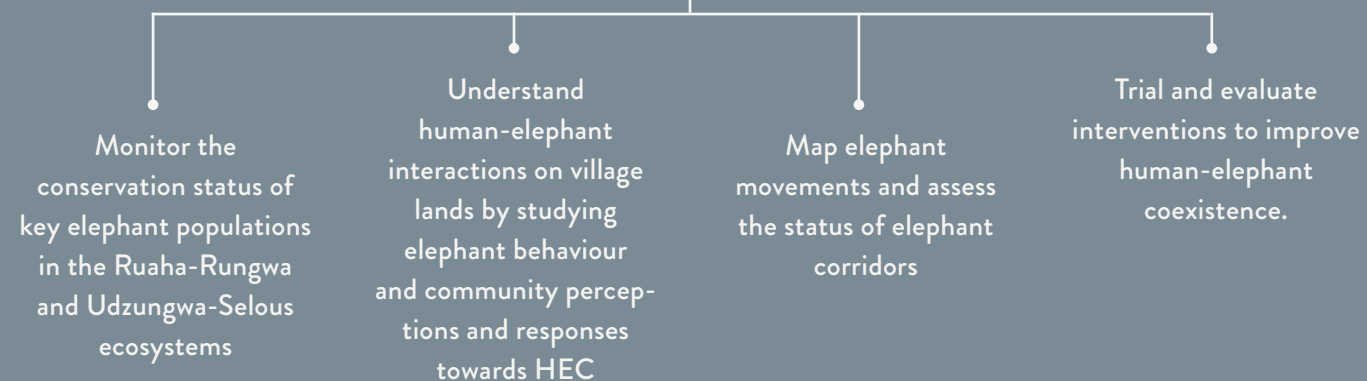 Monitor the
conservation status of
key elephant populations
in the Ruaha-Rungwa
and Udzungwa-Selous
ecosystems
Understand
human-elephant
interactions on village
lands by studying
elephant behaviour
and community percep-
tions and responses
towards HEC
Map elephant
movements and assess
the status of elephant
corridors
Trial and evaluate
interventions to improve
human-elephant
coexistence.